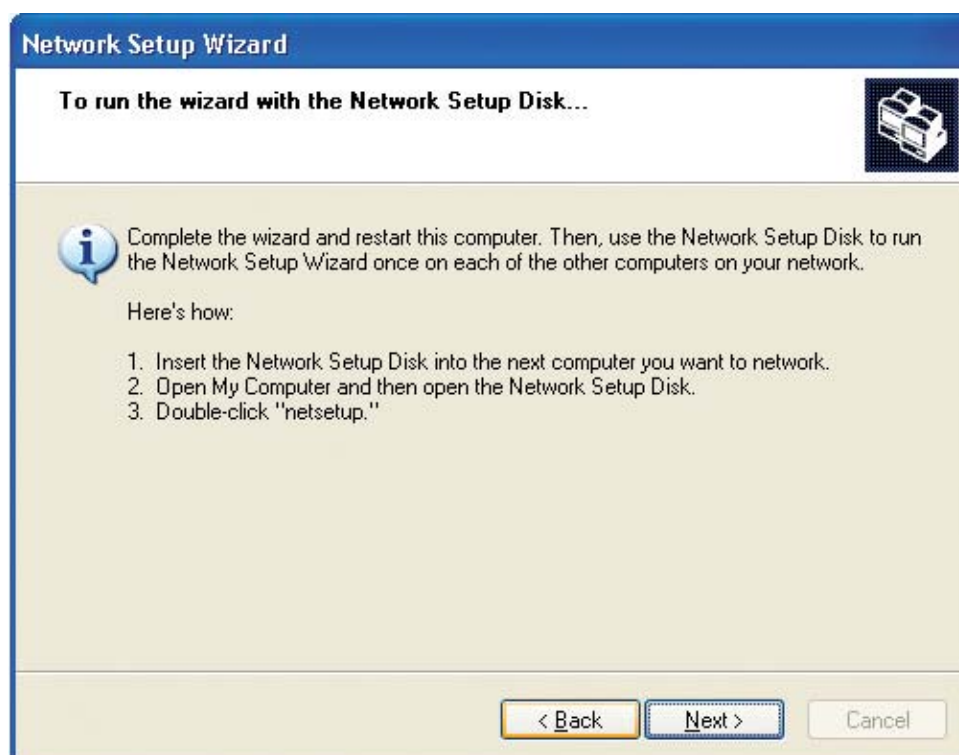 Network Setup Wizard
To run the wizard with the Network Setup Disk...
Complete the wizard and restart this computer. Then, use the Network Setup Disk to run
the Network Setup Wizard once on each of the other computers on your network.
Here's how:
1. Insert the Network Setup Disk into the next computer you want to network.
2. Open My Computer and then open the Network Setup Disk.
3. Double-click "netsetup."
< Back
Next >
Cancel